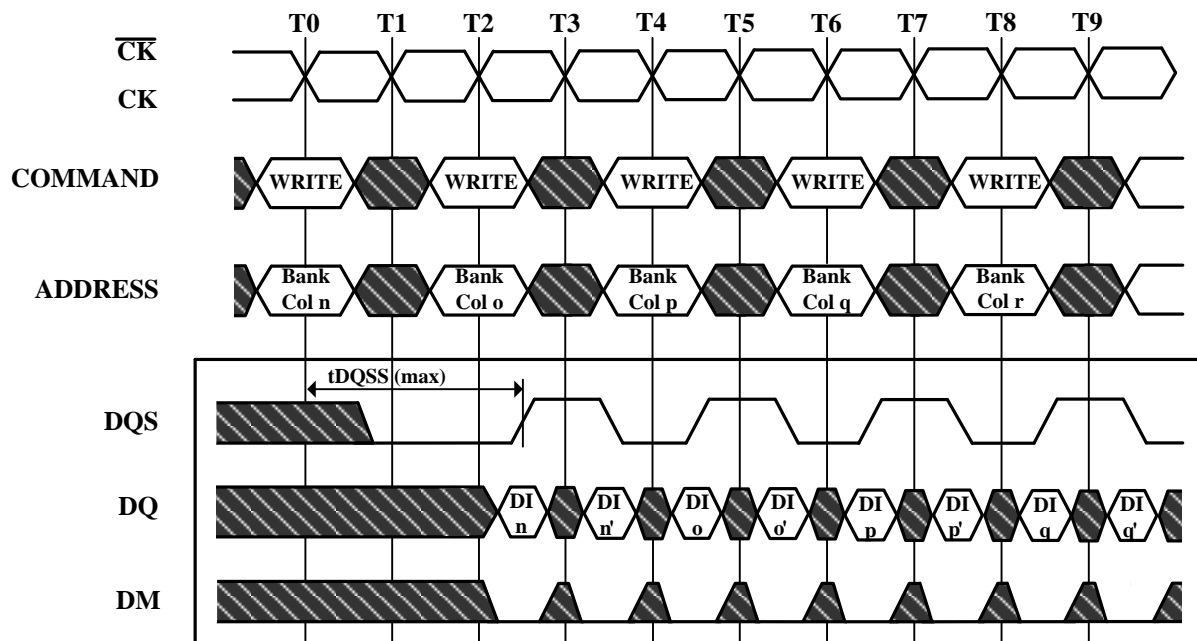 T0 T1 T2 T3 T4 T5 T6 T7 T8 T9
CK
CK
COMMAND WRITE WRITE WRITE WRITE WRITE
ADDRESS Bank Bank Bank Bank Bank
Col n Col o Col p Col q Col r
tDQSS (max)
DQS
DQ DI DI DI DI DI DI DI DI
n n' o o' p p' q q'
DM